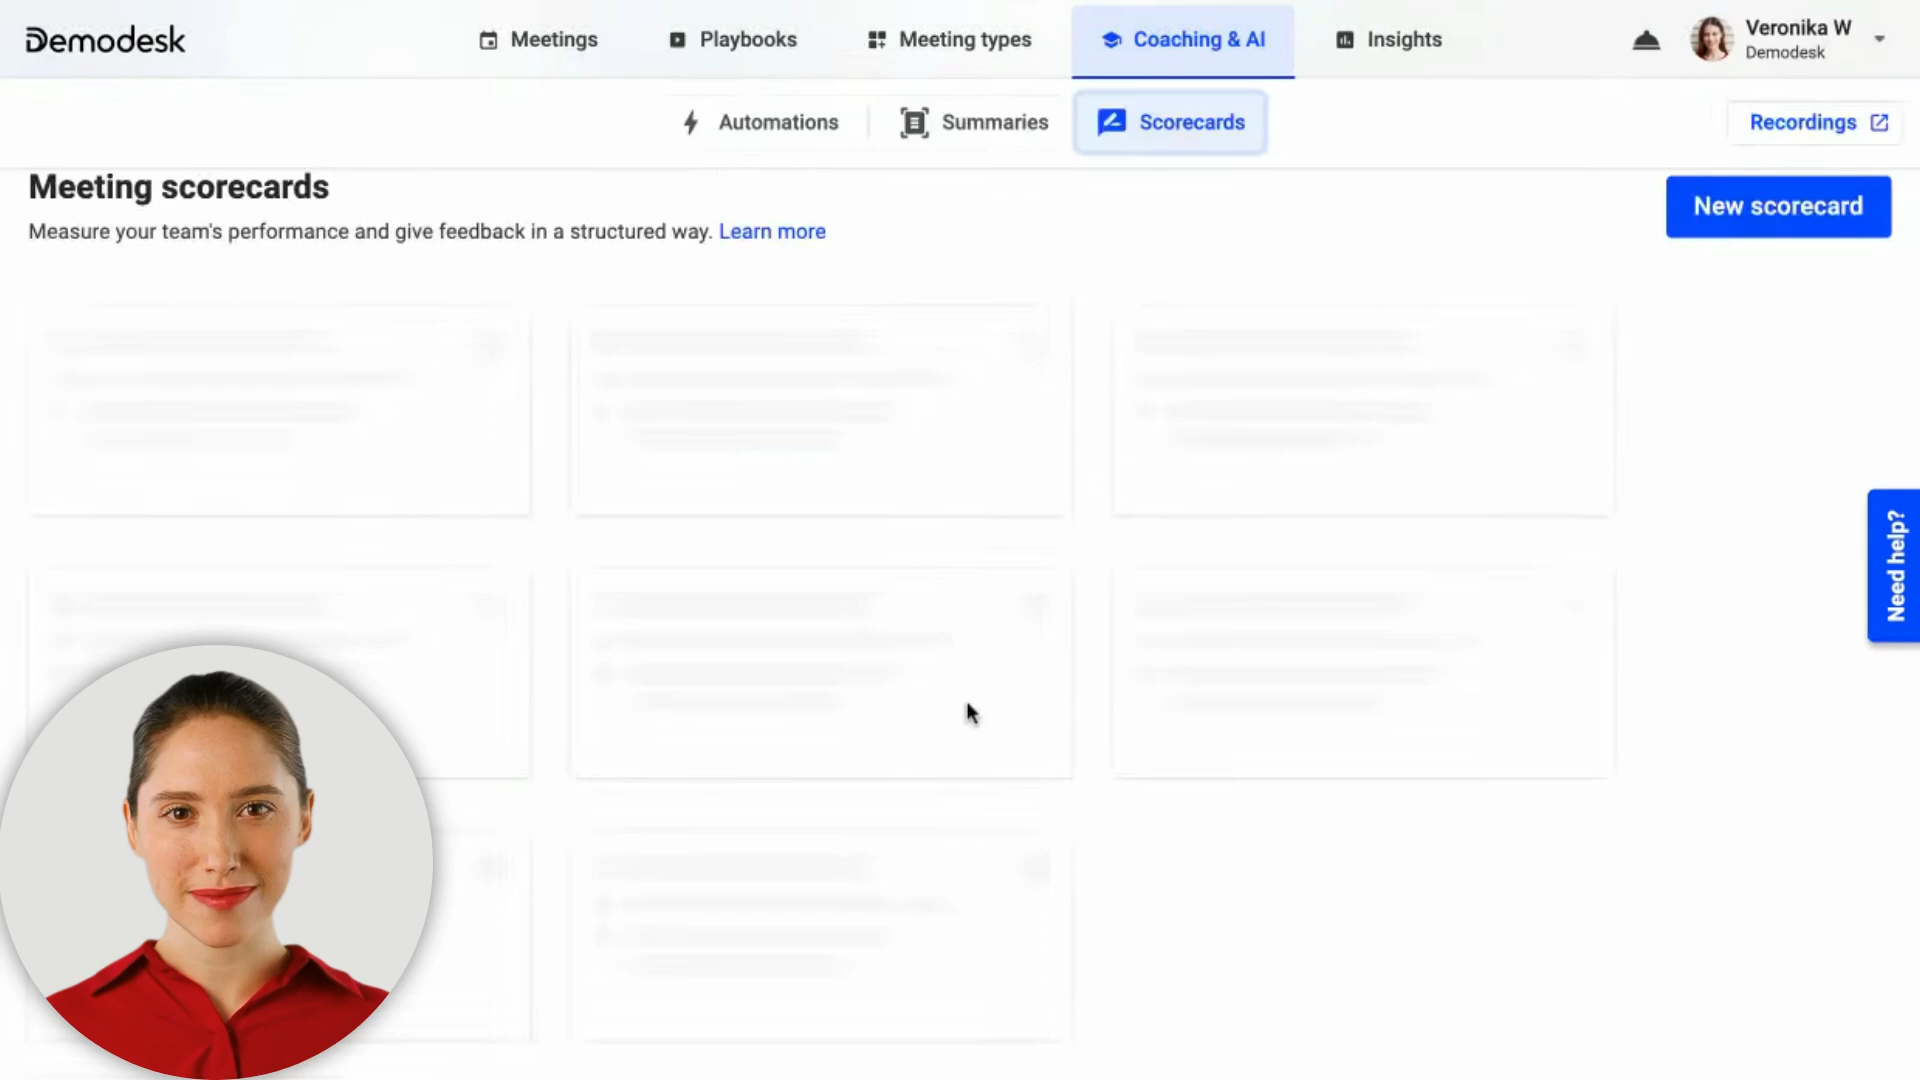 Demodesk
Meetings
Playbooks
Meeting types
Coaching & AI
Insights
Veronika W
Demodesk
Automations
Summaries
Scorecards
Recordings
Meeting scorecards
Measure your team's performance and give feedback in a structured way. Learn more
New scorecard
Need help?